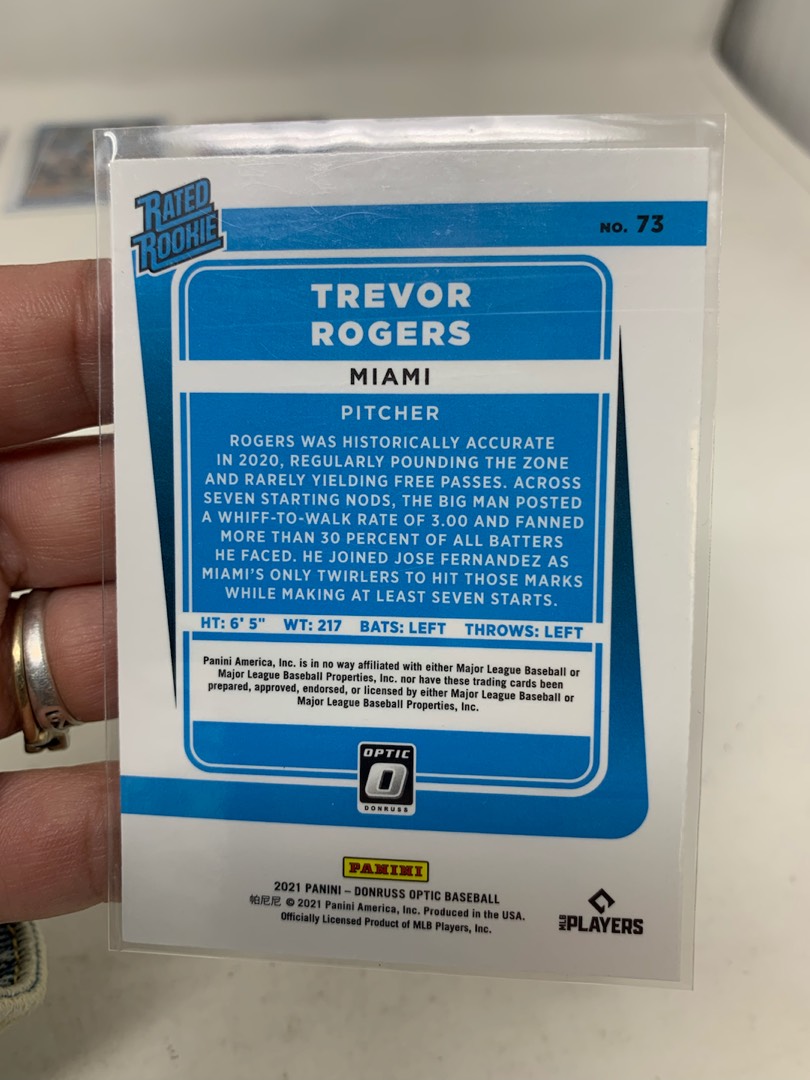 RATED
ROOKIE
NO. 73
TREVOR
ROGERS
MIAMI
PITCHER
ROGERS WAS HISTORICALLY ACCURATE
IN 2020, REGULARLY POUNDING THE ZONE
AND RARELY YIELDING FREE PASSES. ACROSS
SEVEN STARTING NODS, THE BIG MAN POSTED
A WHIFF-TO-WALK RATE OF 3.00 AND FANNED
MORE THAN 30 PERCENT OF ALL BATTERS
HE FACED. HE JOINED JOSE FERNANDEZ AS
MIAMI'S ONLY TWIRLERS TO HIT THOSE MARKS
WHILE MAKING AT LEAST SEVEN STARTS.
HT: 6' 5" WT: 217 BATS: LEFT THROWS: LEFT
Panini America, Inc. is in no way affiliated with either Major League Baseball or
Major League Baseball Properties, Inc. nor have these trading cards been
prepared, approved, endorsed, or licensed by either Major League Baseball or
Major League Baseball Properties, Inc.
OPTIC
O
DONRUSS
PANINI
2021 PANINI – DONRUSS OPTIC BASEBALL
帕尼尼 © 2021 Panini America, Inc. Produced in the USA.
Officially Licensed Product of MLB Players, Inc.
MLB PLAYERS